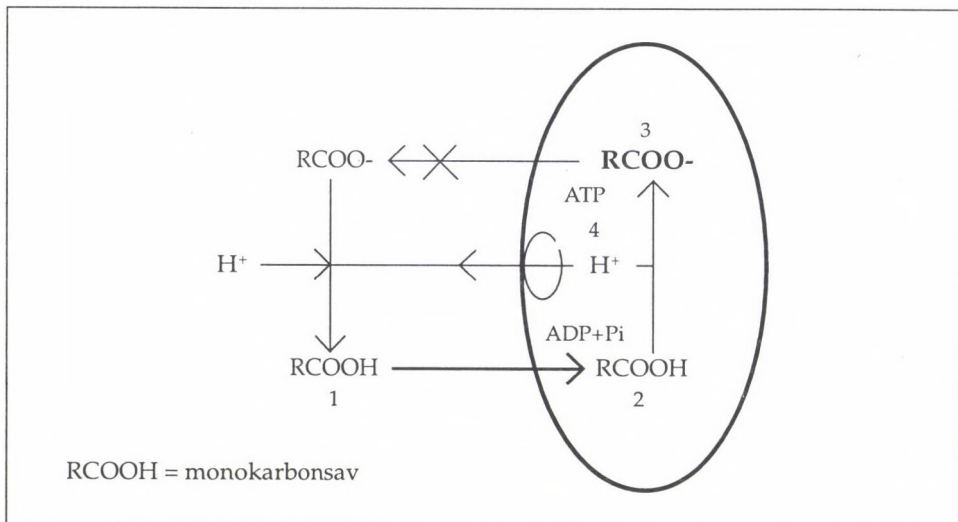 3
RCOO-
RCOO-
ATP
4
H⁺
H⁺
ADP+Pi
RCOOH
RCOOH
1
2
RCOOH = monokarbonsav